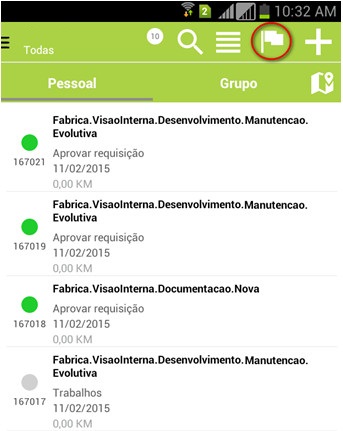 2 10:32 AM
Todas 10
Pessoal Grupo
Fabrica.VisaoInterna.Desenvolvimento.Manutencao.
Evolutiva
Aprovar requisição
167021
11/02/2015
0,00 KM
Fabrica.VisaoInterna.Desenvolvimento.Manutencao.
Evolutiva
Aprovar requisição
167019
11/02/2015
0,00 KM
Fabrica.VisaoInterna.Documentacao.Nova
Aprovar requisição
167018
11/02/2015
0,00 KM
Fabrica.VisaoInterna.Desenvolvimento.Manutencao.
Evolutiva
Trabalhos
167017
11/02/2015
0,00 KM